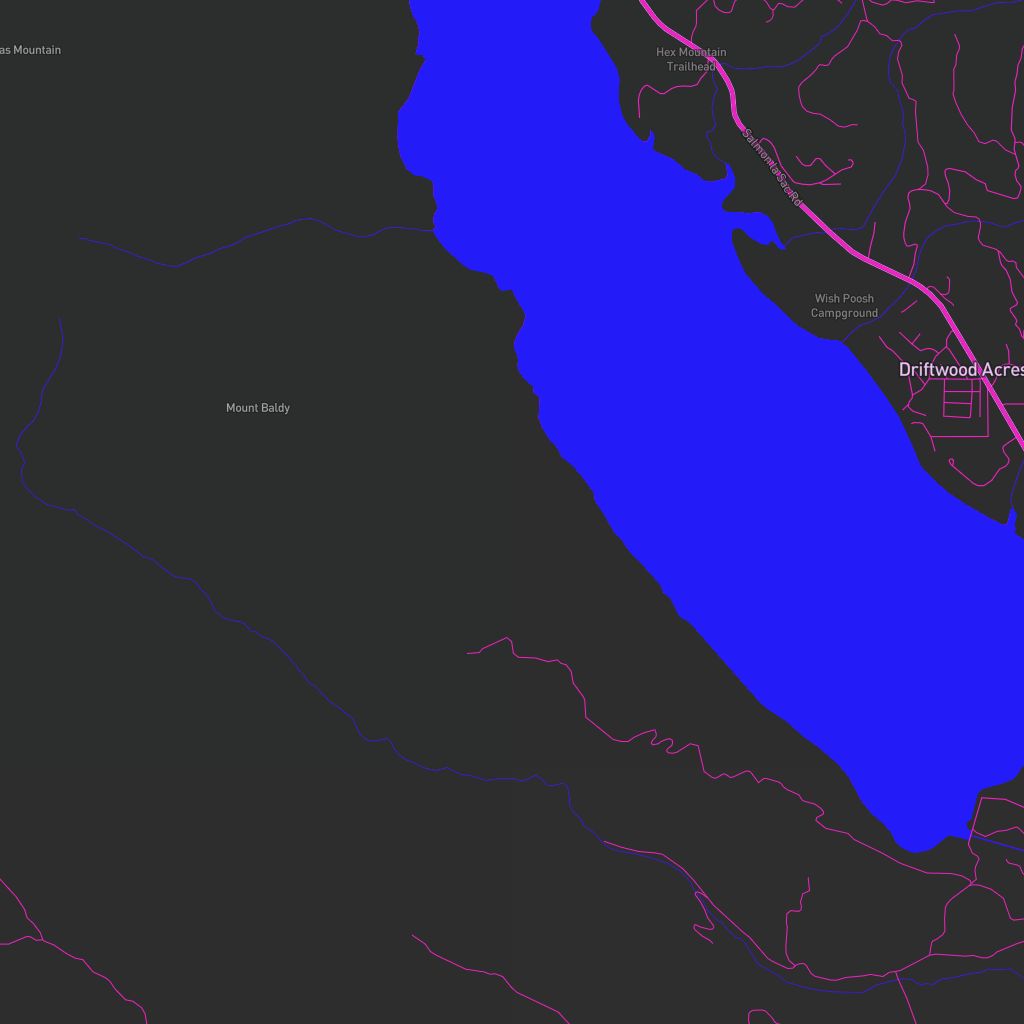 as Mountain
Hex Mountain
Trailhead
Salmon la Sac Rd
Wish Poosh
Campground
Driftwood Acres
Mount Baldy